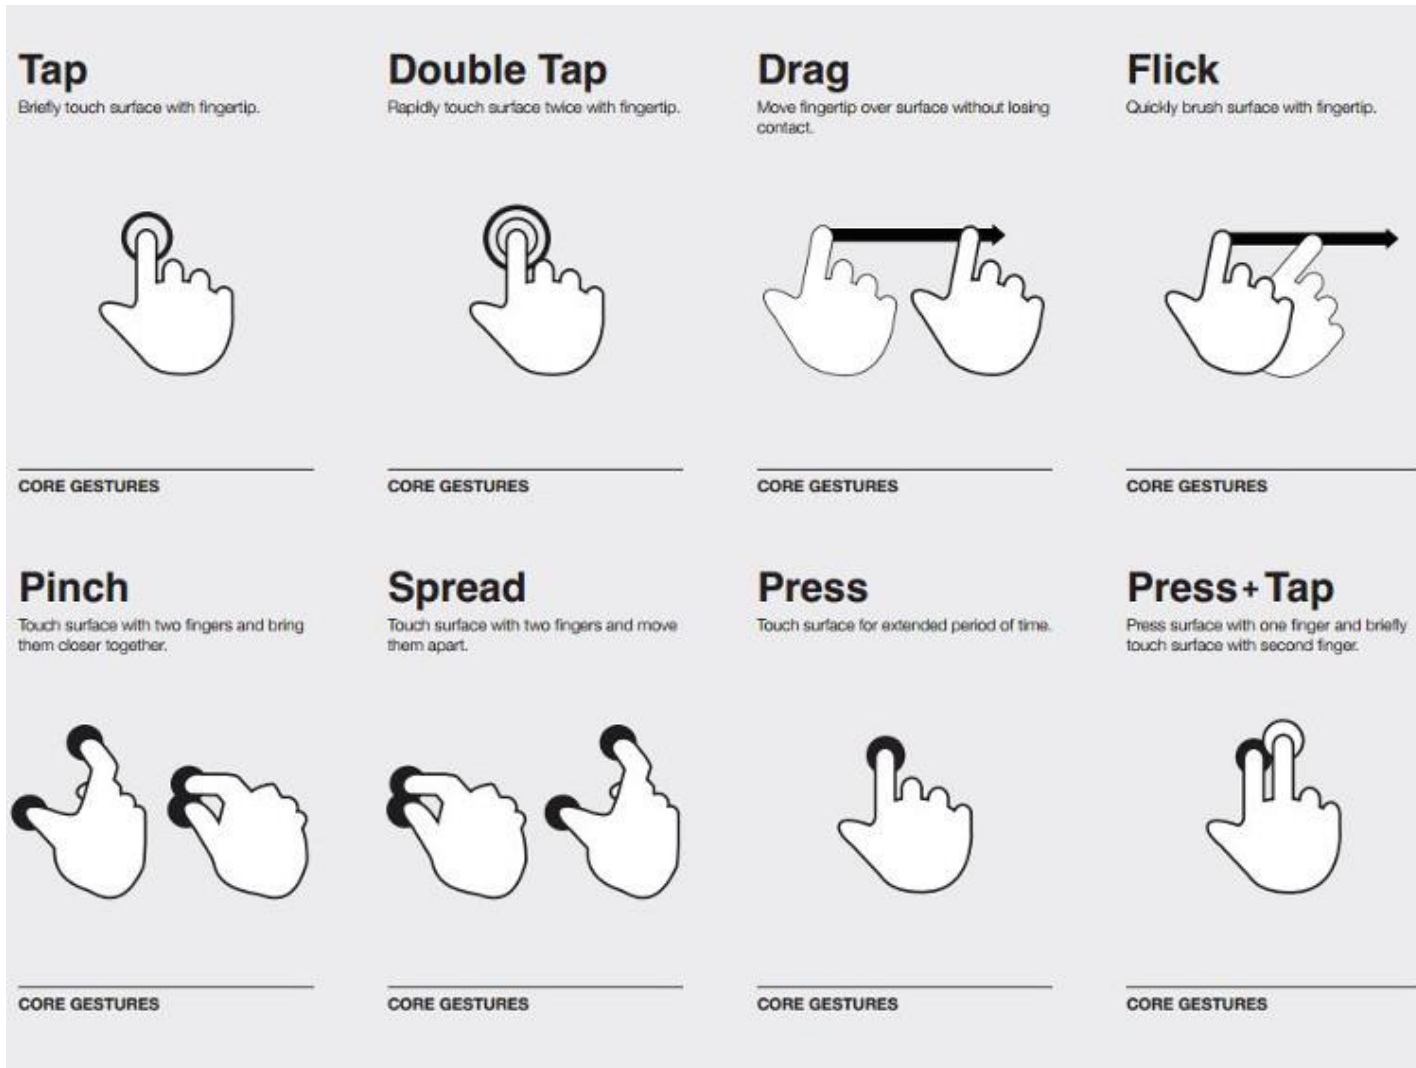 Tap
Briefly touch surface with fingertip.
Double Tap
Rapidly touch surface twice with fingertip.
Drag
Move fingertip over surface without losing
contact.
Flick
Quickly brush surface with fingertip.
CORE GESTURES
CORE GESTURES
CORE GESTURES
CORE GESTURES
Pinch
Touch surface with two fingers and bring
them closer together.
Spread
Touch surface with two fingers and move
them apart.
Press
Touch surface for extended period of time.
Press + Tap
Press surface with one finger and briefly
touch surface with second finger.
CORE GESTURES
CORE GESTURES
CORE GESTURES
CORE GESTURES